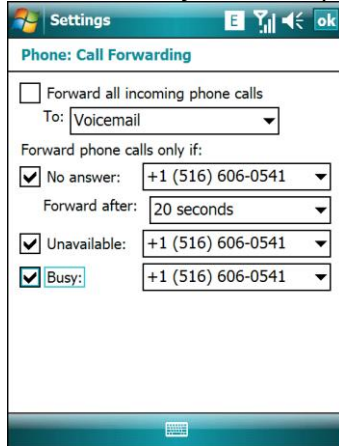 Settings E ok
Phone: Call Forwarding
Forward all incoming phone calls
To: Voicemail
Forward phone calls only if:
No answer: +1 (516) 606-0541
Forward after: 20 seconds
Unavailable: +1 (516) 606-0541
Busy: +1 (516) 606-0541